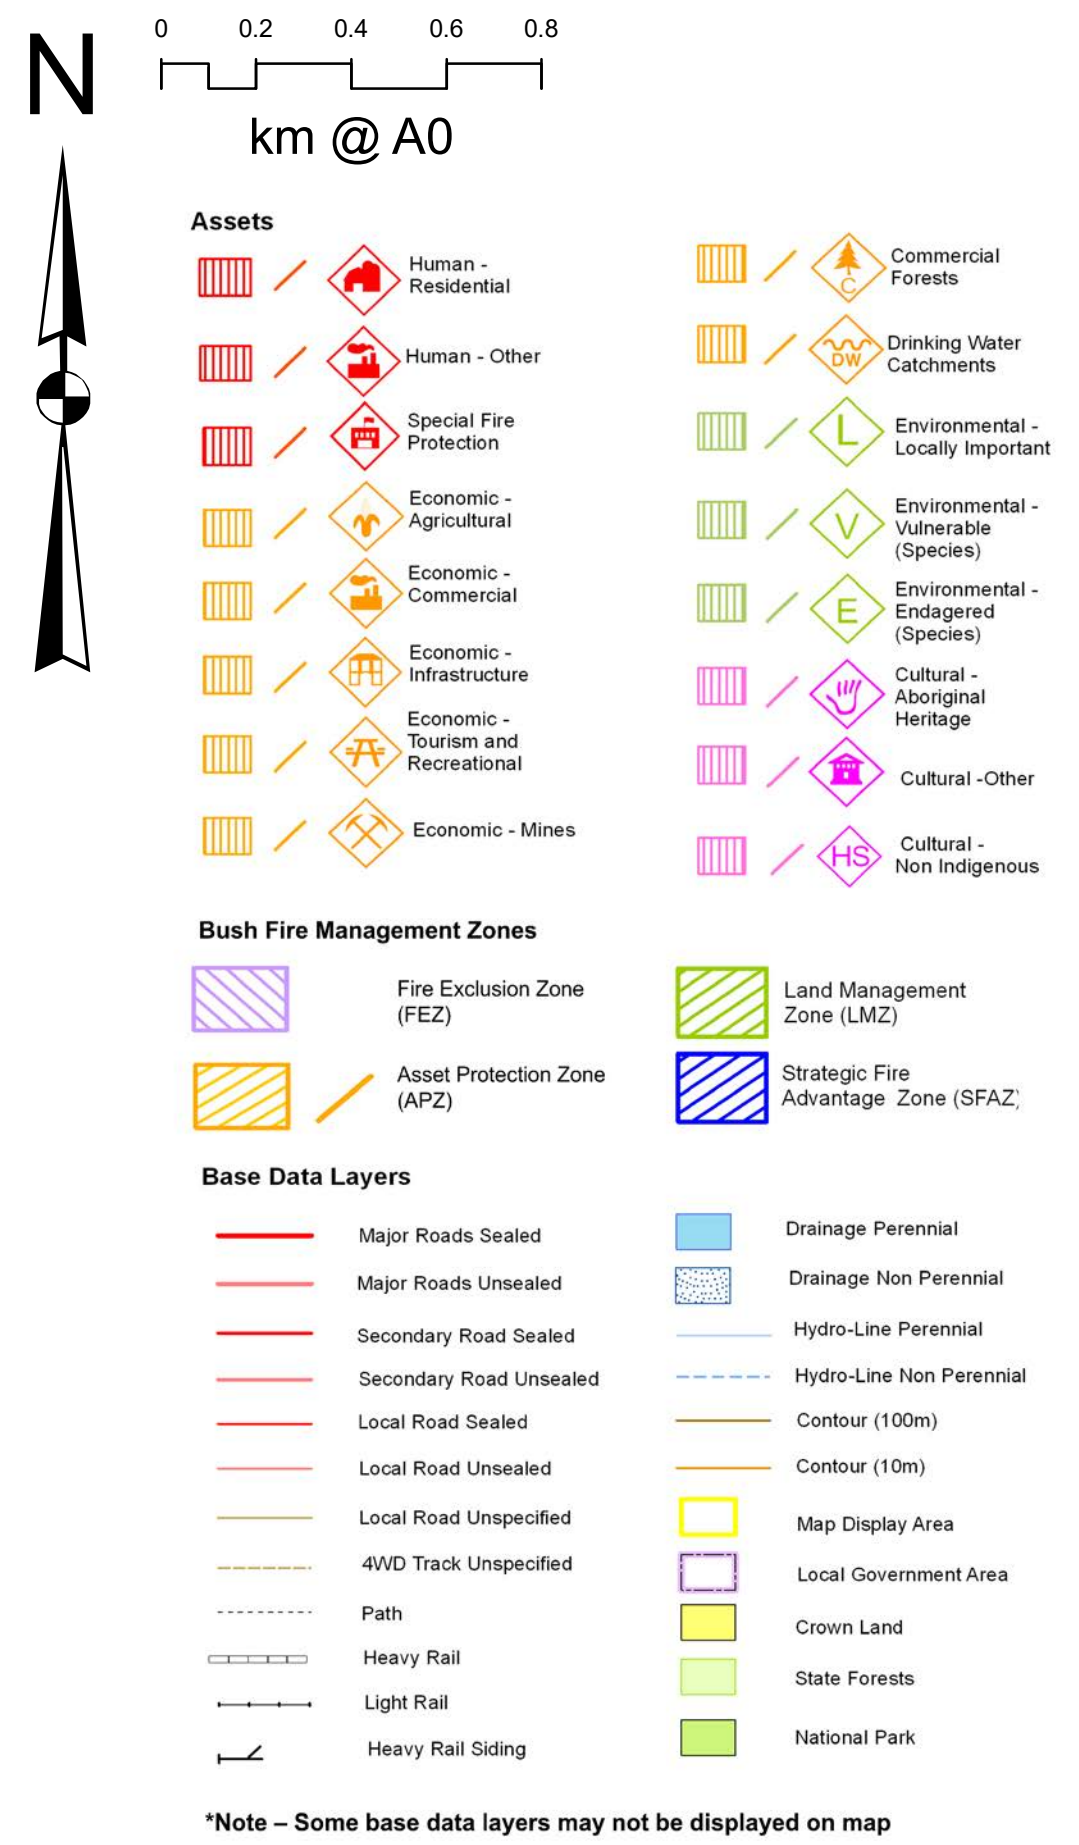 N
0 0.2 0.4 0.6 0.8
km @ A0
Assets
Human -
Residential
Human - Other
Special Fire
Protection
Economic -
Agricultural
Economic -
Commercial
Economic -
Infrastructure
Economic -
Tourism and
Recreational
Economic - Mines
C
Commercial
Forests
DW
Drinking Water
Catchments
L
Environmental -
Locally Important
V
Environmental -
Vulnerable
(Species)
E
Environmental -
Endagered
(Species)
Cultural -
Aboriginal
Heritage
Cultural -Other
HS
Cultural -
Non Indigenous
Bush Fire Management Zones
Fire Exclusion Zone
(FEZ)
Asset Protection Zone
(APZ)
Land Management
Zone (LMZ)
Strategic Fire
Advantage Zone (SFAZ)
Base Data Layers
Major Roads Sealed
Major Roads Unsealed
Secondary Road Sealed
Secondary Road Unsealed
Local Road Sealed
Local Road Unsealed
Local Road Unspecified
4WD Track Unspecified
Path
Heavy Rail
Light Rail
Heavy Rail Siding
Drainage Perennial
Drainage Non Perennial
Hydro-Line Perennial
Hydro-Line Non Perennial
Contour (100m)
Contour (10m)
Map Display Area
Local Government Area
Crown Land
State Forests
National Park
*Note – Some base data layers may not be displayed on map